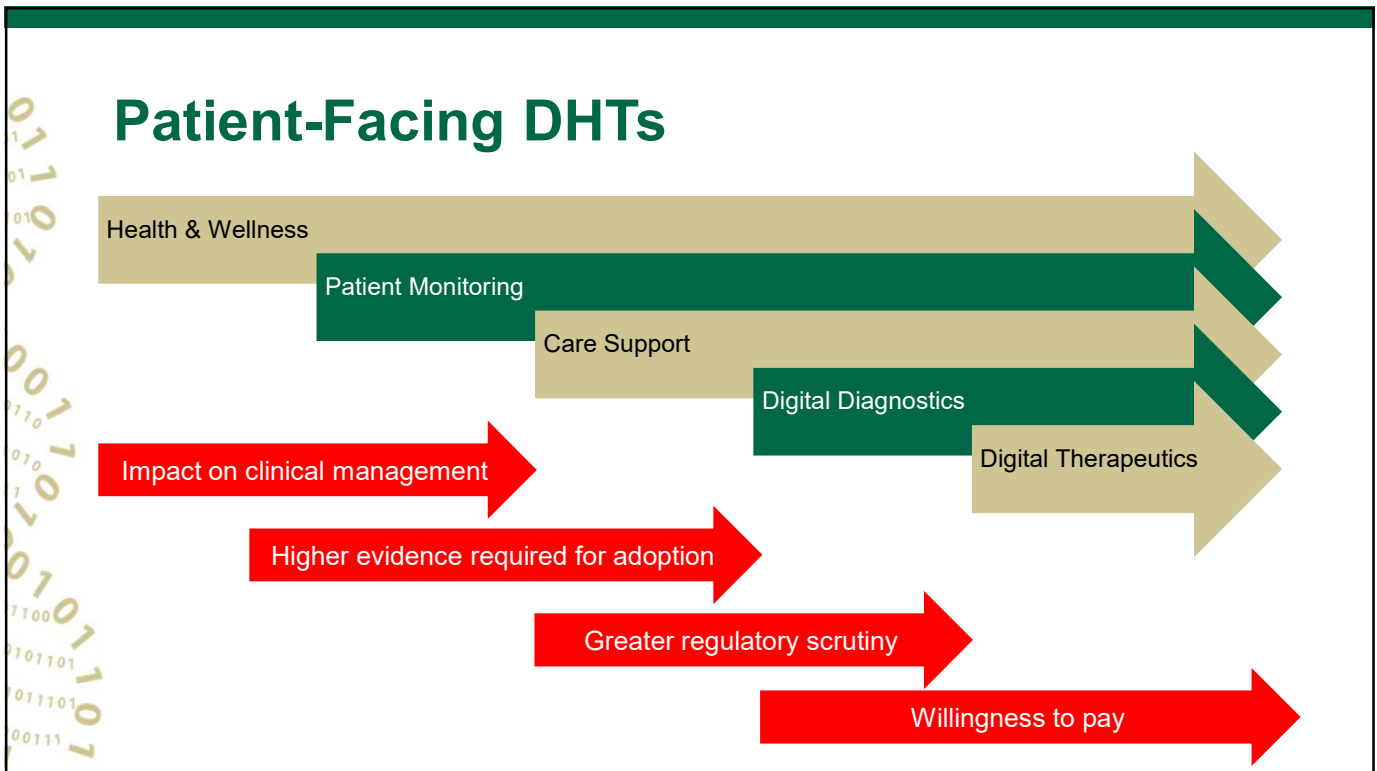 Patient-Facing DHTs
Health & Wellness
Patient Monitoring
Care Support
Digital Diagnostics
Digital Therapeutics
Impact on clinical management
Higher evidence required for adoption
Greater regulatory scrutiny
Willingness to pay